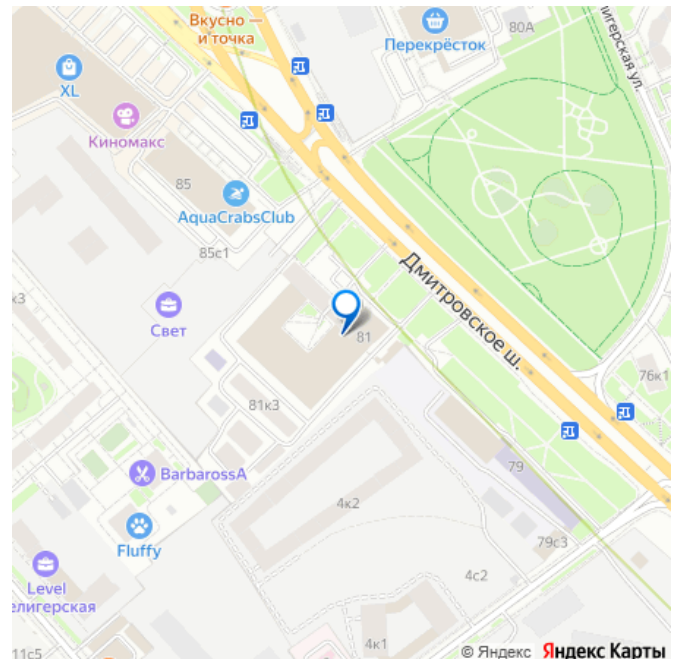 Вкусно —
и точка
80А
Перекрёсток
лигерская ул.
XL
Киномакс
85
AquaCrabsClub
85с1
Дмитровское ш.
к3
Свет
81
76к1
81к3
BarbarossA
79
4к2
Fluffy
79с3
Level
елигерская
4с2
4к1
11с5
© Яндекс Яндекс Карты